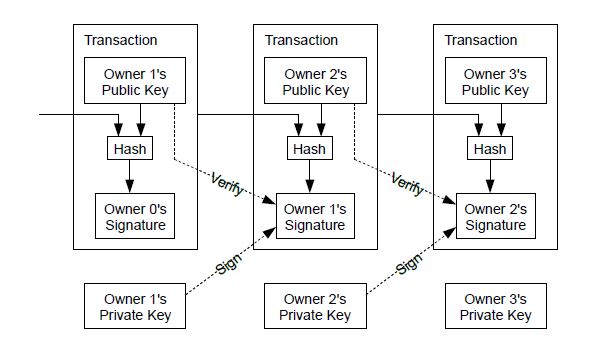 Transaction
Owner 1's
Public Key
Hash
Owner 0's
Signature
Verify
Sign
Owner 1's
Private Key
Transaction
Owner 2's
Public Key
Hash
Owner 1's
Signature
Verify
Sign
Owner 2's
Private Key
Transaction
Owner 3's
Public Key
Hash
Owner 2's
Signature
Owner 3's
Private Key